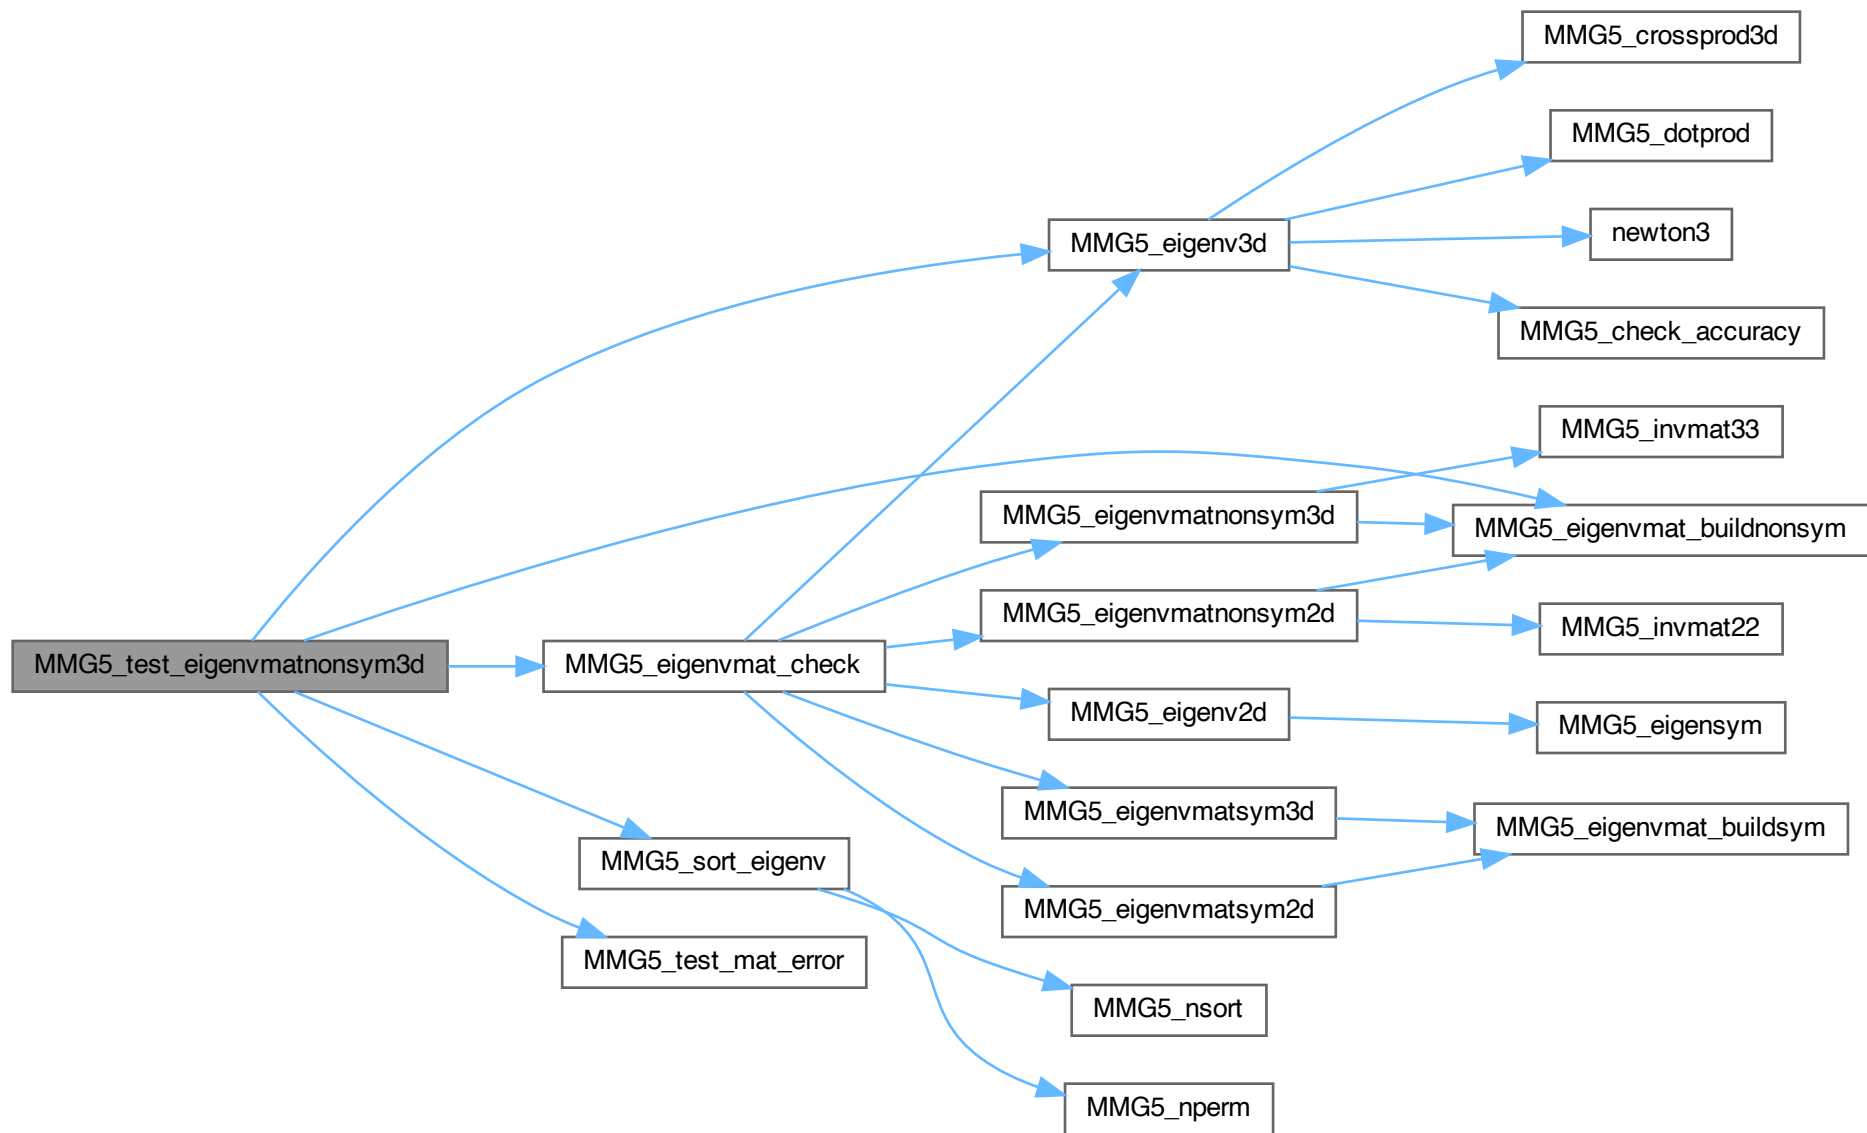 MMG5_crossprod3d
MMG5_dotprod
MMG5_eigenv3d
newton3
MMG5_check_accuracy
MMG5_invmat33
MMG5_eigenvmatnonsym3d
MMG5_eigenvmat_buildnonsym
MMG5_eigenvmatnonsym2d
MMG5_invmat22
MMG5_test_eigenvmatnonsym3d
MMG5_eigenvmat_check
MMG5_eigenv2d
MMG5_eigensym
MMG5_eigenvmatsym3d
MMG5_eigenvmat_buildsym
MMG5_sort_eigenv
MMG5_eigenvmatsym2d
MMG5_test_mat_error
MMG5_nsort
MMG5_nperm